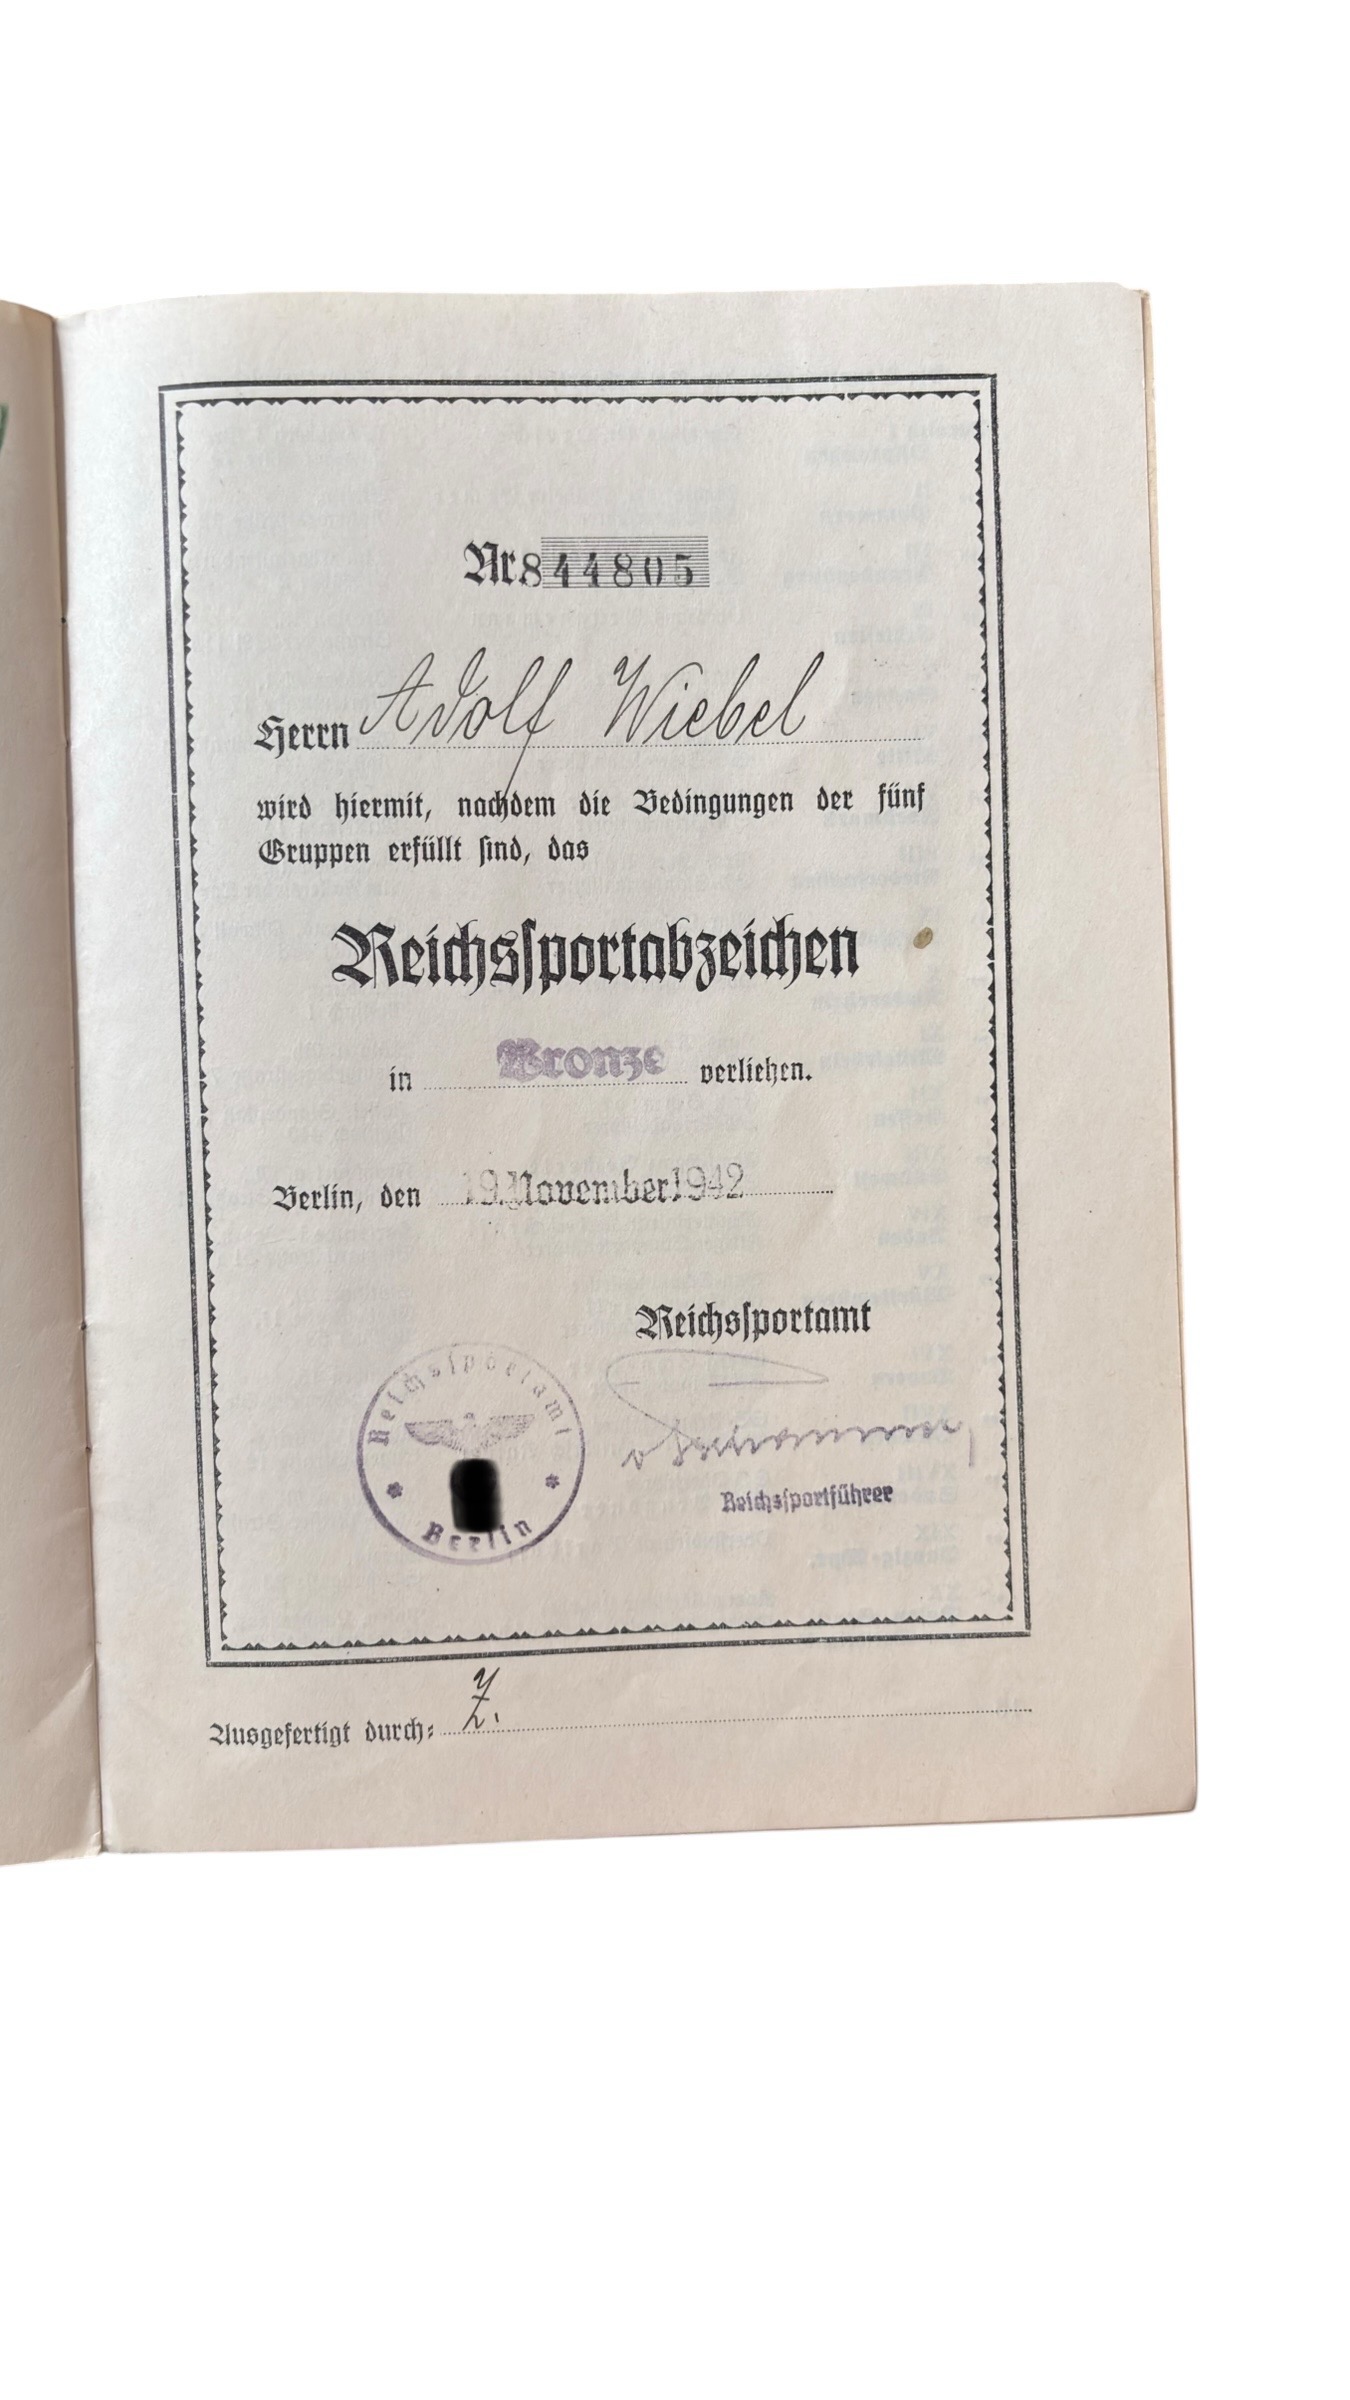 Nr. 844805
Herrn Adolf Wiebel
wird hiermit, nachdem die Bedingungen der fünf
Gruppen erfüllt sind, das
Reichssportabzeichen
in Bronze verliehen.
Berlin, den 19. November 1942
Reichssportamt
Reichssportamt
Berlin
Reichssportführer
Ausgefertigt durch: